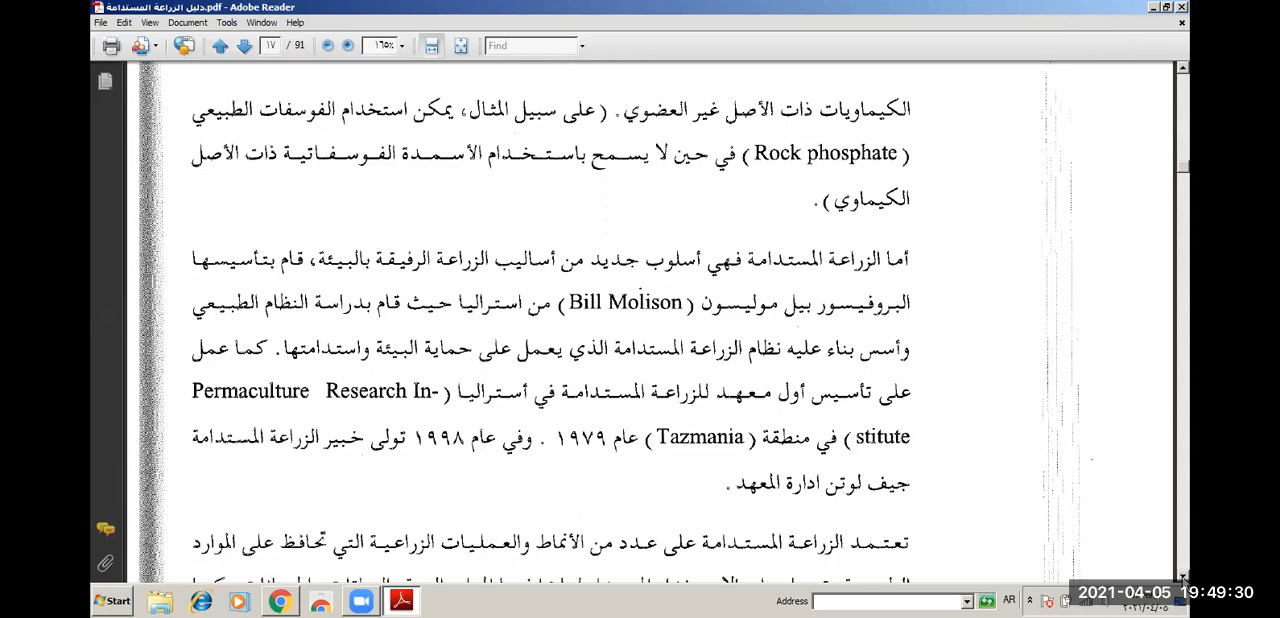 دليل الزراعة المستدامة.pdf - Adobe Reader
File Edit View Document Tools Window Help
١٧ / 91 ١٦٥% Find
الكيماويات ذات الأصل غير العضوي. (على سبيل المثال، يمكن استخدام الفوسفات الطبيعي
(Rock phosphate) في حين لا يسمح باستخدام الأسمدة الفوسفاتية ذات الأصل
الكيماوي).
أما الزراعة المستدامة فهي أسلوب جديد من أساليب الزراعة الرفيقة بالبيئة، قام بتأسيسها
البروفيسور بيل موليسون (Bill Molison) من استراليا حيث قام بدراسة النظام الطبيعي
وأسس بناء عليه نظام الزراعة المستدامة الذي يعمل على حماية البيئة واستدامتها. كما عمل
على تأسيس أول معهد للزراعة المستدامة في أستراليا (Permaculture Research In-
stitute) في منطقة (Tazmania) عام ١٩٧٩. وفي عام ١٩٩٨ تولى خبير الزراعة المستدامة
جيف لوتن ادارة المعهد.
تعتمد الزراعة المستدامة على عدد من الأنماط والعمليات الزراعية التي تحافظ على الموارد
Start Address AR
2021-04-05 19:49:30
٢٠٢١/٠٤/٠٥